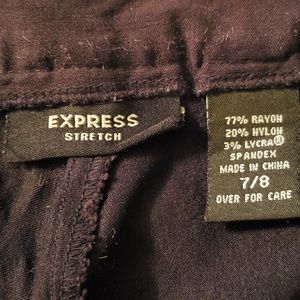 EXPRESS
STRETCH
77% RAYON
20% NYLON
3% LYCRA®
SPANDEX
MADE IN CHINA
7/8
OVER FOR CARE